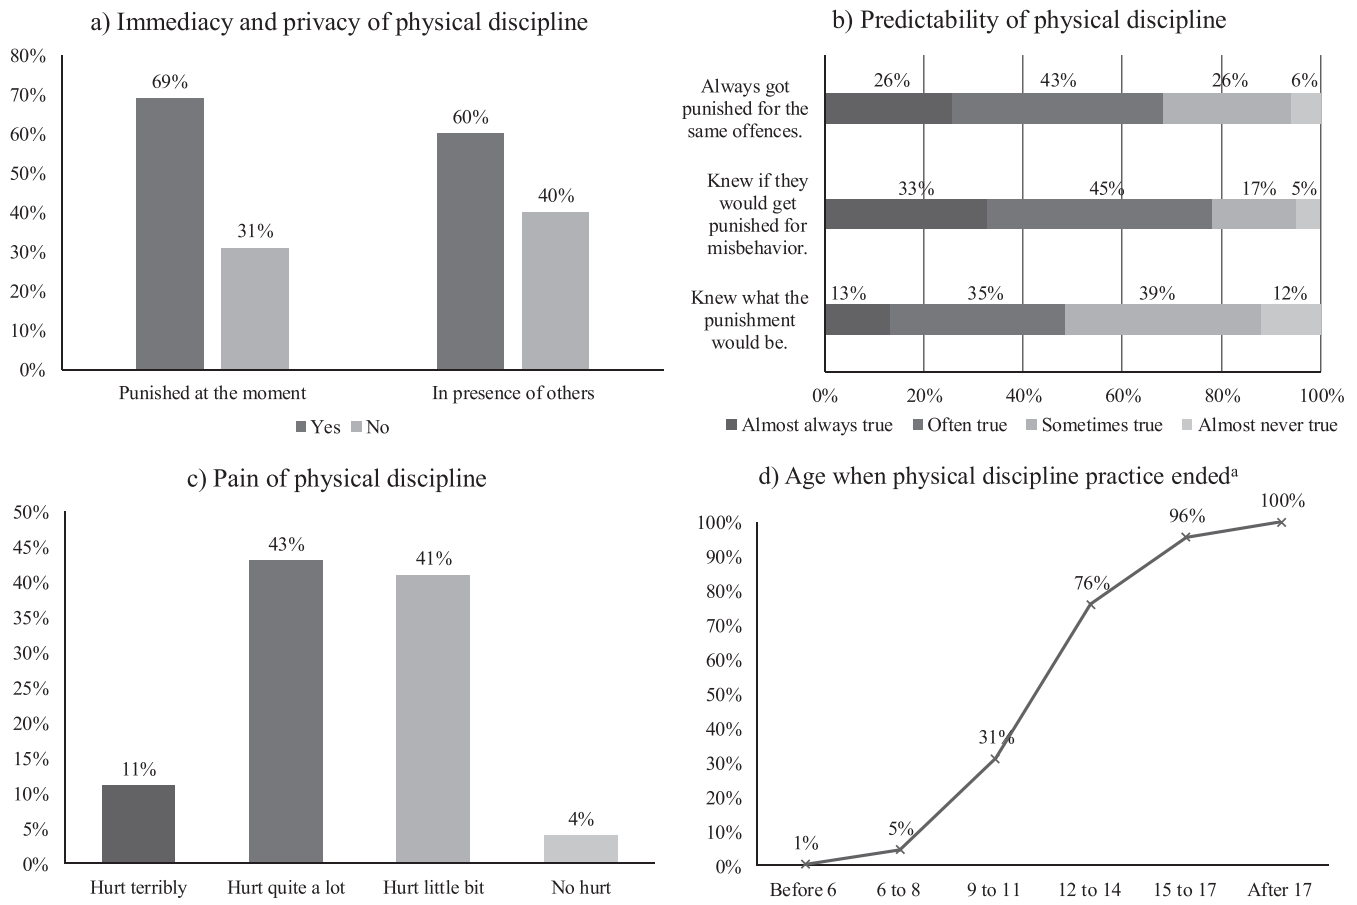 a) Immediacy and privacy of physical discipline
80%
70%
60%
50%
40%
30%
20%
10%
0%
69%
31%
60%
40%
Punished at the moment
In presence of others
Yes No
b) Predictability of physical discipline
Always got
punished for the
same offences.
26% 43% 26% 6%
Knew if they
would get
punished for
misbehavior.
33% 45% 17% 5%
Knew what the
punishment
would be.
13% 35% 39% 12%
0% 20% 40% 60% 80% 100%
Almost always true Often true Sometimes true Almost never true
c) Pain of physical discipline
50%
45%
40%
35%
30%
25%
20%
15%
10%
5%
0%
11%
43%
41%
4%
Hurt terribly Hurt quite a lot Hurt little bit No hurt
d) Age when physical discipline practice endedᵃ
100%
90%
80%
70%
60%
50%
40%
30%
20%
10%
0%
1%
5%
31%
76%
96%
100%
Before 6 6 to 8 9 to 11 12 to 14 15 to 17 After 17